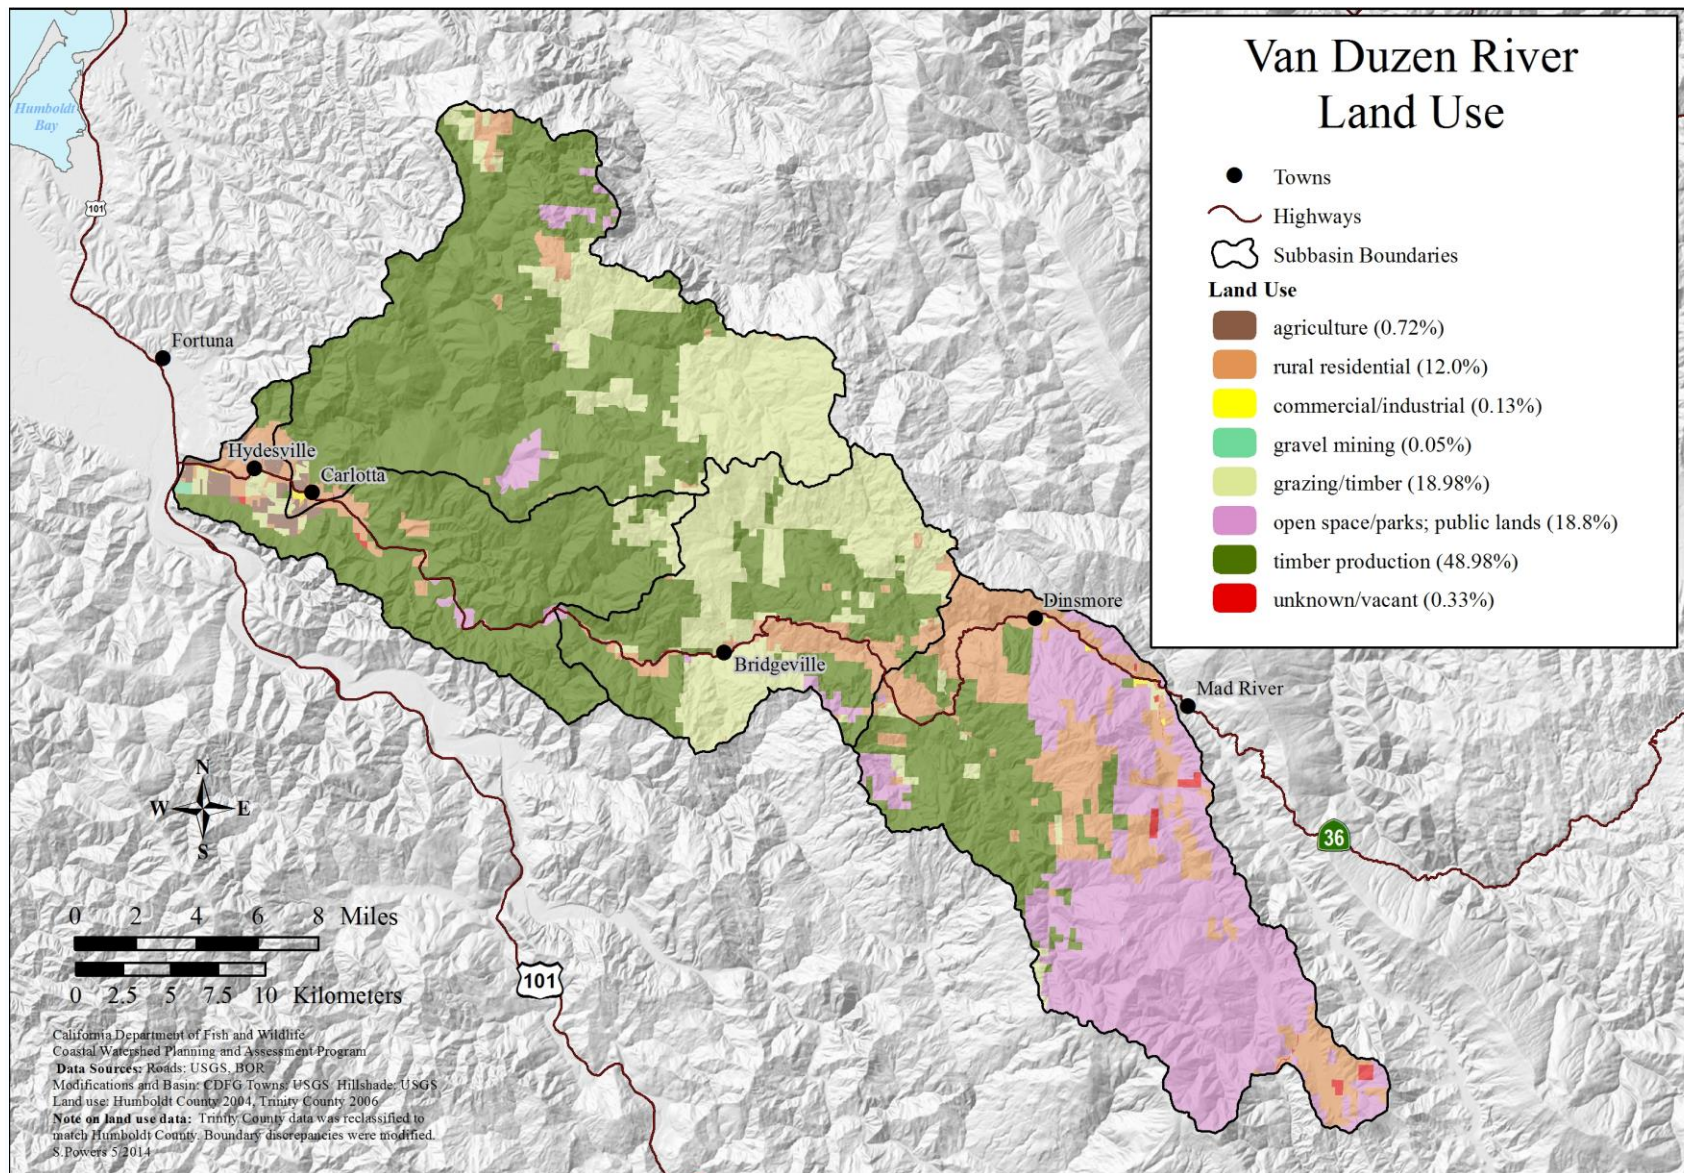 Van Duzen River
Land Use
Towns
Highways
Subbasin Boundaries
Land Use
agriculture (0.72%)
rural residential (12.0%)
commercial/industrial (0.13%)
gravel mining (0.05%)
grazing/timber (18.98%)
open space/parks; public lands (18.8%)
timber production (48.98%)
unknown/vacant (0.33%)
Humboldt
Bay
101
Fortuna
Hydesville
Carlotta
Dinsmore
Bridgeville
Mad River
36
N
W E
S
0 2 4 6 8 Miles
0 2.5 5 7.5 10 Kilometers
101
California Department of Fish and Wildlife
Coastal Watershed Planning and Assessment Program
Data Sources: Roads: USGS, BOR
Modifications and Basin: CDFG Towns: USGS Hillshade: USGS
Land use: Humboldt County 2004, Trinity County 2006
Note on land use data: Trinity County data was reclassified to
match Humboldt County. Boundary discrepancies were modified.
S.Powers 5/2014